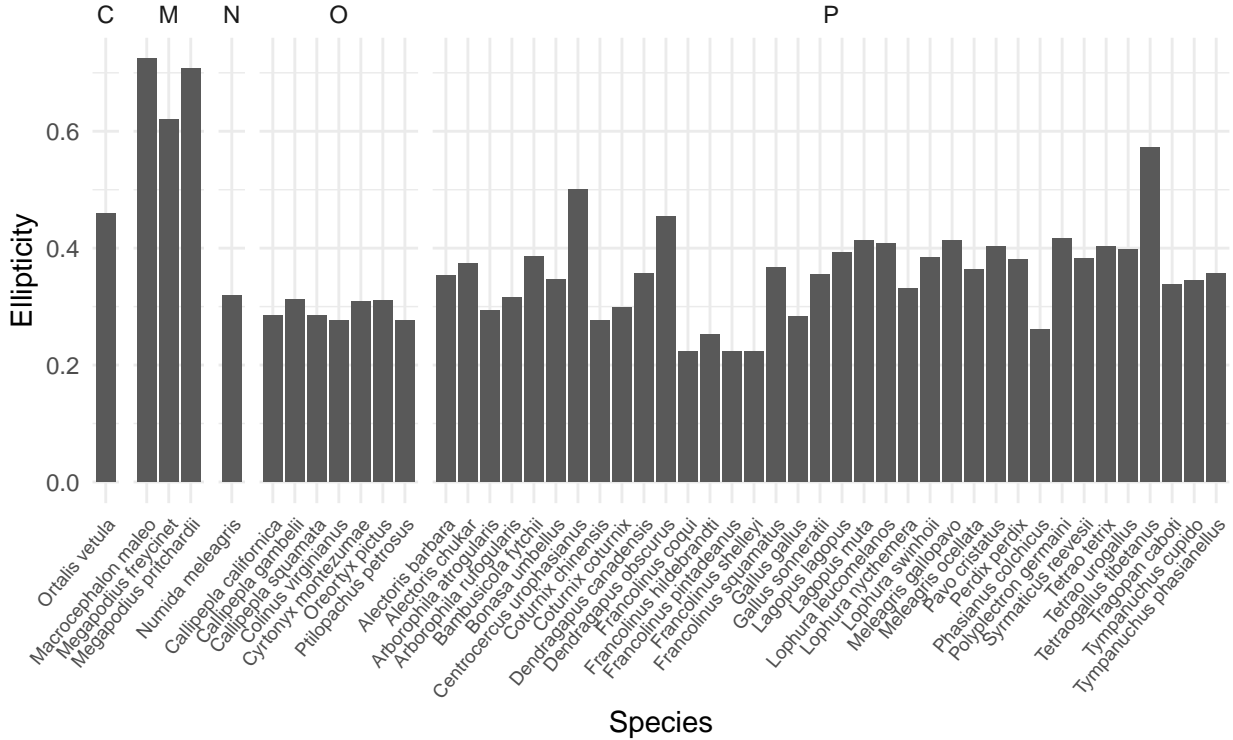 C M N O P
Ellipticity
0.6
0.4
0.2
0.0
Ortalis vetula
Macrocephalon maleo
Megapodius freycinet
Megapodius pritchardii
Numida meleagris
Callipepla californica
Callipepla gambelii
Callipepla squamata
Colinus virginianus
Cyrtonyx montezumae
Oreortyx pictus
Ptilopachus petrosus
Alectoris barbara
Alectoris chukar
Arborophila atrogularis
Arborophila rufogularis
Bambusicola fytchii
Bonasa umbellus
Centrocercus urophasianus
Coturnix chinensis
Coturnix coturnix
Dendragapus canadensis
Dendragapus obscurus
Francolinus coqui
Francolinus hildebrandti
Francolinus pintadeanus
Francolinus shelleyi
Francolinus squamatus
Gallus gallus
Gallus sonneratii
Lagopus lagopus
Lagopus muta
Lagopus leucomelanos
Lophura nycthemera
Lophura swinhoii
Meleagris gallopavo
Meleagris ocellata
Pavo cristatus
Perdix perdix
Phasianus colchicus
Polyplectron germaini
Syrmaticus reevesii
Tetrao tetrix
Tetrao urogallus
Tetraogallus tibetanus
Tragopan caboti
Tympanuchus cupido
Tympanuchus phasianellus
Species